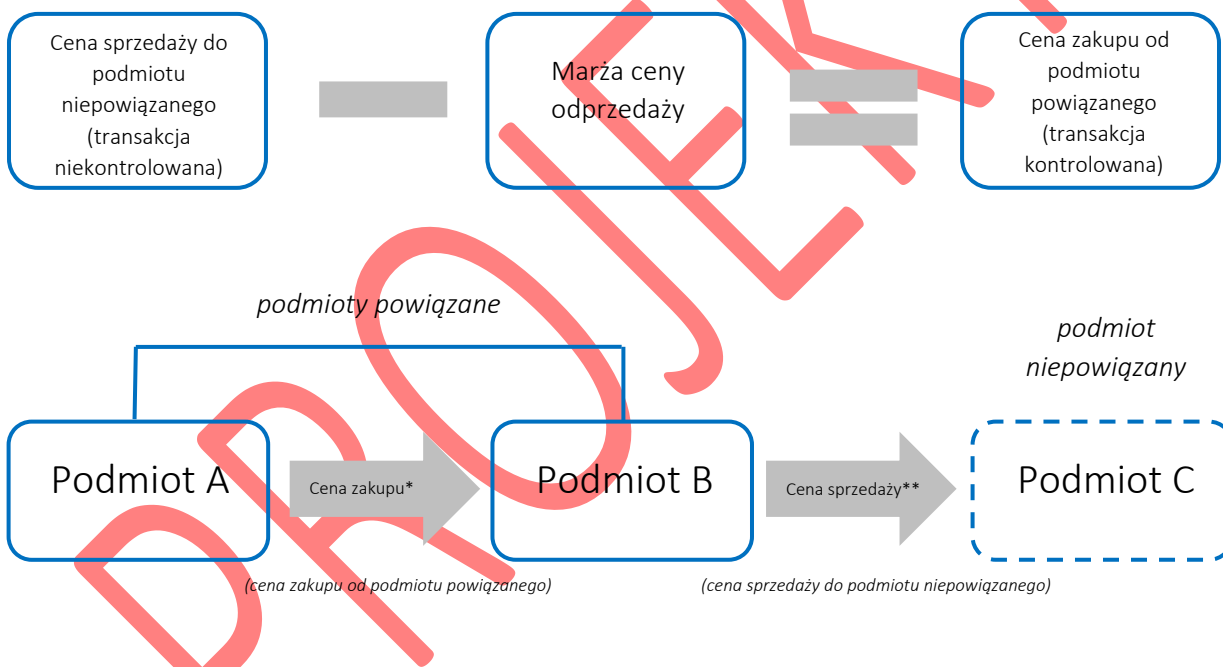 Cena sprzedaży do
podmiotu
niepowiązanego
(transakcja
niekontrolowana)
Marża ceny
odprzedaży
Cena zakupu od
podmiotu
powiązanego
(transakcja
kontrolowana)
podmioty powiązane
podmiot
niepowiązany
Podmiot A
Cena zakupu*
Podmiot B
Cena sprzedaży**
Podmiot C
(cena zakupu od podmiotu powiązanego)
(cena sprzedaży do podmiotu niepowiązanego)
PROJEK